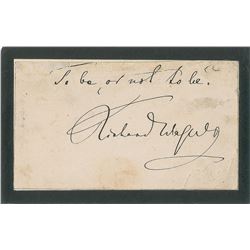 "To be, or not to be."
Richard Wagner